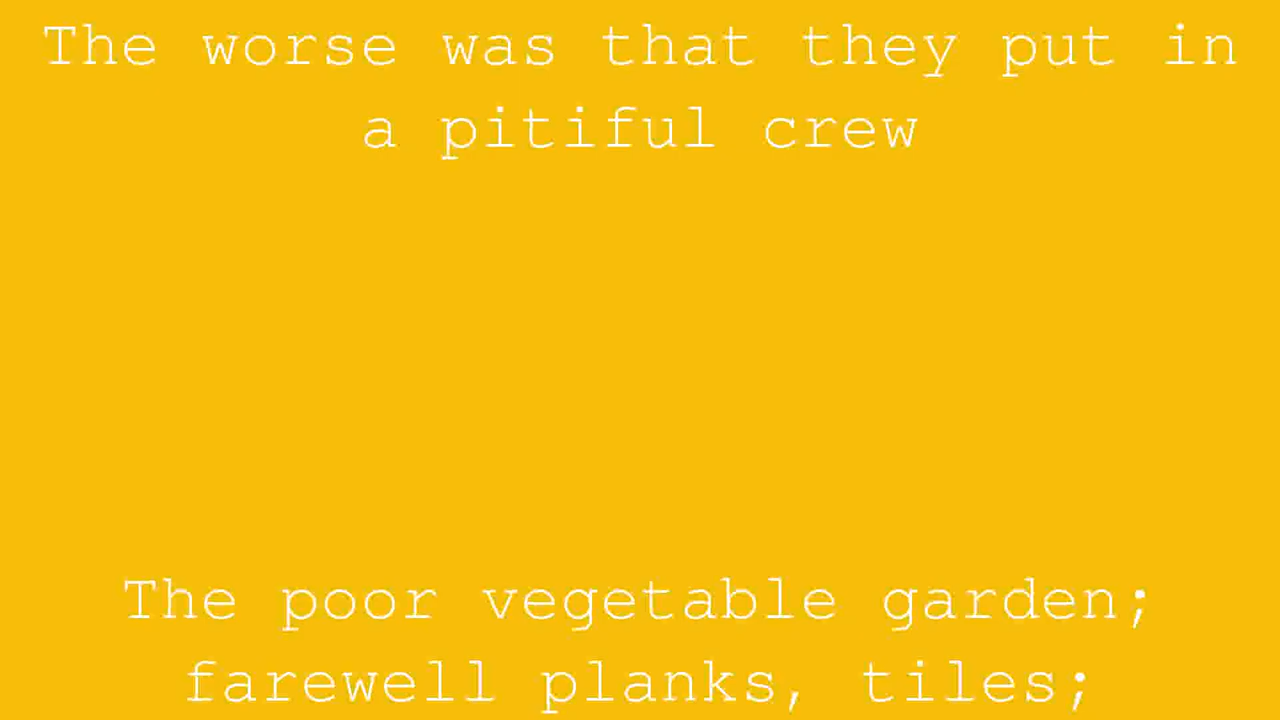 The worse was that they put in
a pitiful crew
The poor vegetable garden;
farewell planks, tiles;